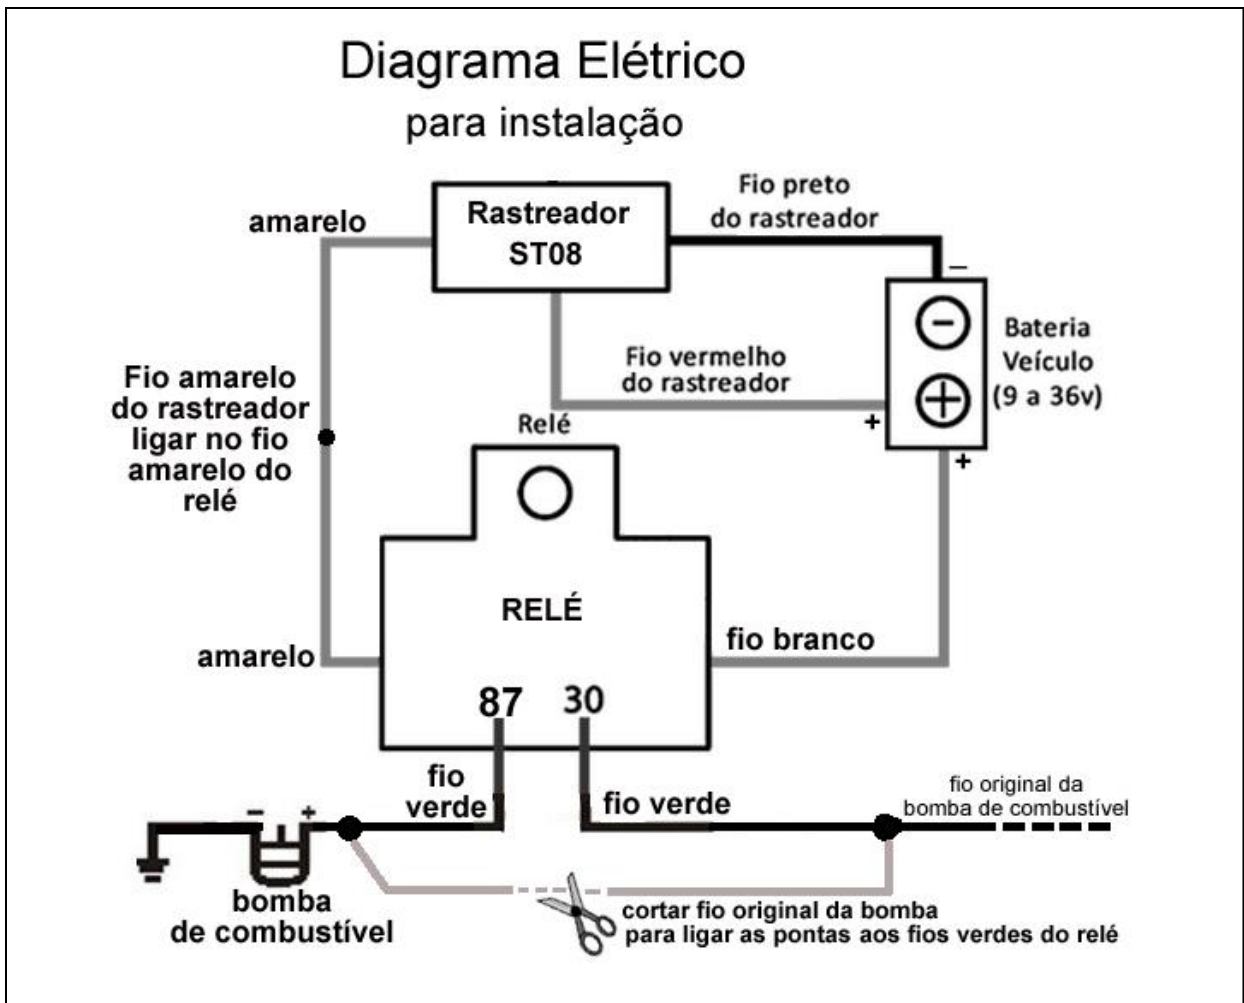 Diagrama Elétrico
para instalação
Rastreador
ST08
amarelo
Fio preto
do rastreador
–
Bateria
Veículo
(9 a 36v)
Fio vermelho
do rastreador
+
+
Fio amarelo
do rastreador
ligar no fio
amarelo do
relé
Relé
RELÉ
amarelo
fio branco
87
30
fio
verde
fio verde
fio original da
bomba de combustível
– +
bomba
de combustível
cortar fio original da bomba
para ligar as pontas aos fios verdes do relé